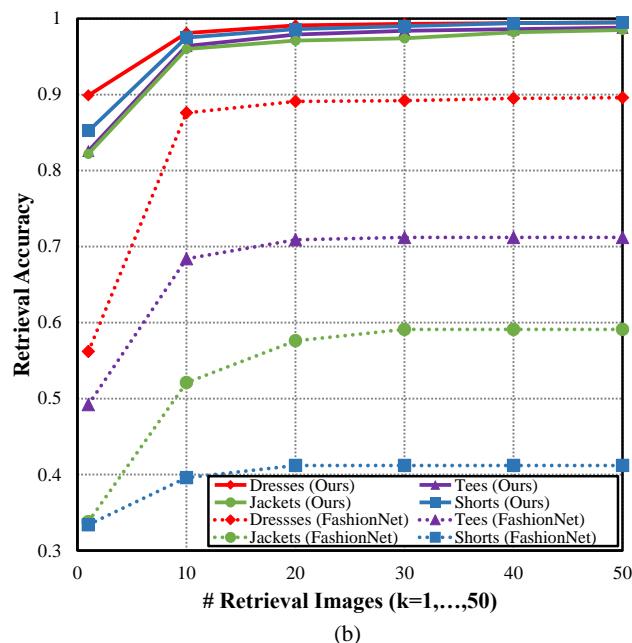 1
0.9
0.8
0.7
0.6
0.5
0.4
0.3
Retrieval Accuracy
Dresses (Ours) Tees (Ours)
Jackets (Ours) Shorts (Ours)
Dressses (FashionNet) Tees (FashionNet)
Jackets (FashionNet) Shorts (FashionNet)
0 10 20 30 40 50
# Retrieval Images (k=1,…,50)
(b)